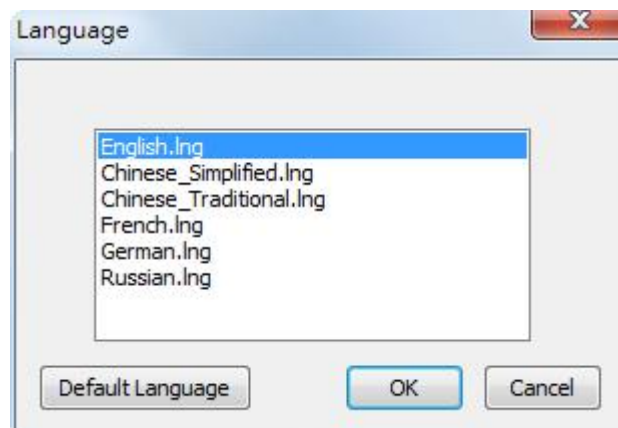 Language
English.lng
Chinese_Simplified.lng
Chinese_Traditional.lng
French.lng
German.lng
Russian.lng
Default Language
OK
Cancel